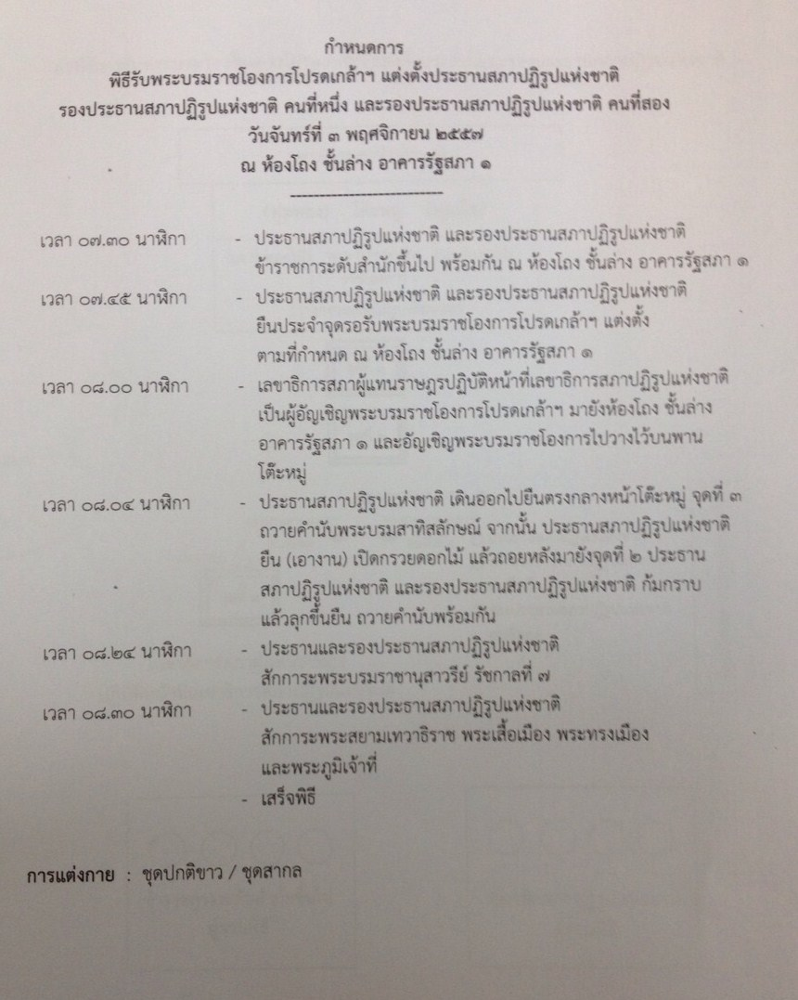 กำหนดการ
พิธีรับพระบรมราชโองการโปรดเกล้าฯ แต่งตั้งประธานสภาปฏิรูปแห่งชาติ
รองประธานสภาปฏิรูปแห่งชาติ คนที่หนึ่ง และรองประธานสภาปฏิรูปแห่งชาติ คนที่สอง
วันจันทร์ที่ ๓ พฤศจิกายน ๒๕๕๗
ณ ห้องโถง ชั้นล่าง อาคารรัฐสภา ๑
---------------------------
เวลา ๐๗.๓๐ นาฬิกา - ประธานสภาปฏิรูปแห่งชาติ และรองประธานสภาปฏิรูปแห่งชาติ
ข้าราชการะดับสำนักขึ้นไป พร้อมกัน ณ ห้องโถง ชั้นล่าง อาคารรัฐสภา ๑
เวลา ๐๗.๔๕ นาฬิกา - ประธานสภาปฏิรูปแห่งชาติ และรองประธานสภาปฏิรูปแห่งชาติ
ยืนประจำจุดรอรับพระบรมราชโองการโปรดเกล้าฯ แต่งตั้ง
ตามที่กำหนด ณ ห้องโถง ชั้นล่าง อาคารรัฐสภา ๑
เวลา ๐๘.๐๐ นาฬิกา - เลขาธิการสภาผู้แทนราษฎรปฏิบัติหน้าที่เลขาธิการสภาปฏิรูปแห่งชาติ
เป็นผู้อัญเชิญพระบรมราชโองการโปรดเกล้าฯ มายังห้องโถง ชั้นล่าง
อาคารรัฐสภา ๑ และอัญเชิญพระบรมราชโองการไปวางไว้บนพาน
โต๊ะหมู่
เวลา ๐๘.๐๔ นาฬิกา - ประธานสภาปฏิรูปแห่งชาติ เดินออกไปยืนตรงกลางหน้าโต๊ะหมู่ จุดที่ ๓
ถวายคำนับพระบรมสาทิสลักษณ์ จากนั้น ประธานสภาปฏิรูปแห่งชาติ
ยืน (เอางาน) เปิดกรวยดอกไม้ แล้วถอยหลังมายังจุดที่ ๒ ประธาน
สภาปฏิรูปแห่งชาติ และรองประธานสภาปฏิรูปแห่งชาติ ก้มกราบ
แล้วลุกขึ้นยืน ถวายคำนับพร้อมกัน
เวลา ๐๘.๒๔ นาฬิกา - ประธานและรองประธานสภาปฏิรูปแห่งชาติ
สักการะพระบรมราชานุสาวรีย์ รัชกาลที่ ๗
เวลา ๐๘.๓๐ นาฬิกา - ประธานและรองประธานสภาปฏิรูปแห่งชาติ
สักการะพระสยามเทวาธิราช พระเสื้อเมือง พระทรงเมือง
และพระภูมิเจ้าที่
- เสร็จพิธี
การแต่งกาย : ชุดปกติขาว / ชุดสากล